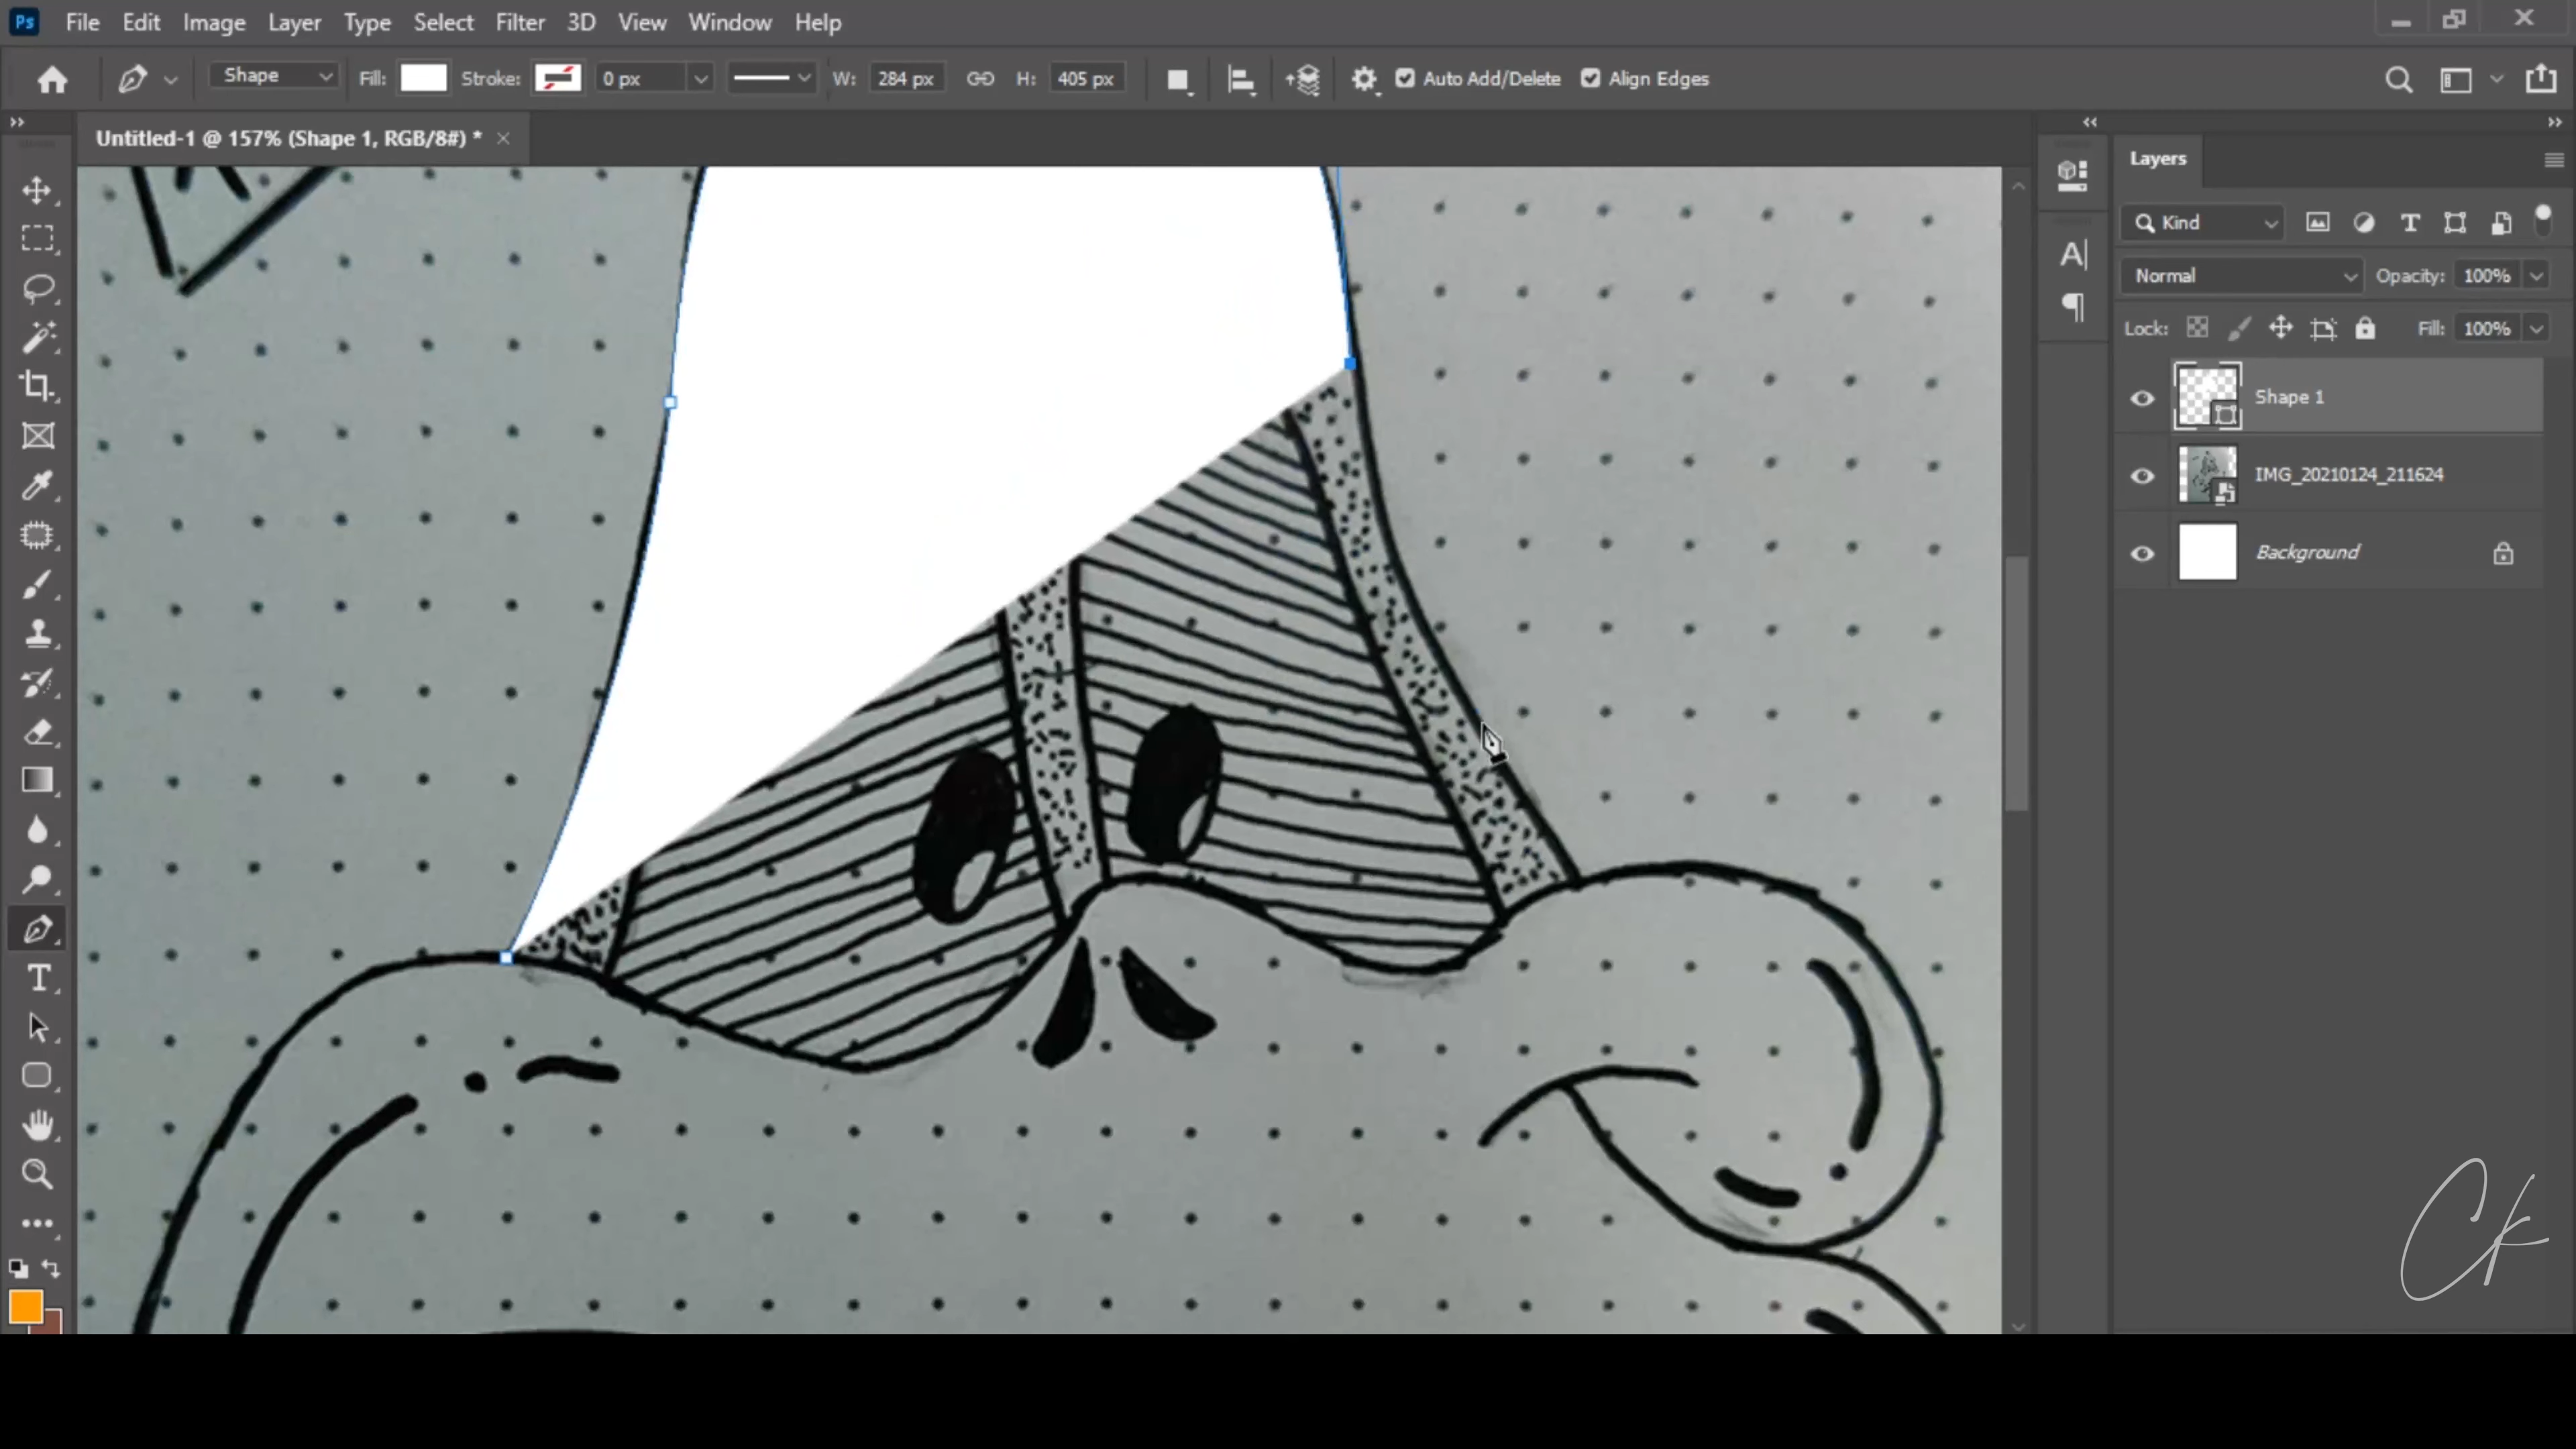 Ps File Edit Image Layer Type Select Filter 3D View Window Help
Shape Fill: Stroke: 0 px W: 284 px H: 405 px Auto Add/Delete Align Edges
Untitled-1 @ 157% (Shape 1, RGB/8#) *
Layers
Kind
Normal Opacity: 100%
Lock: Fill: 100%
Shape 1
IMG_20210124_211624
Background
Ck